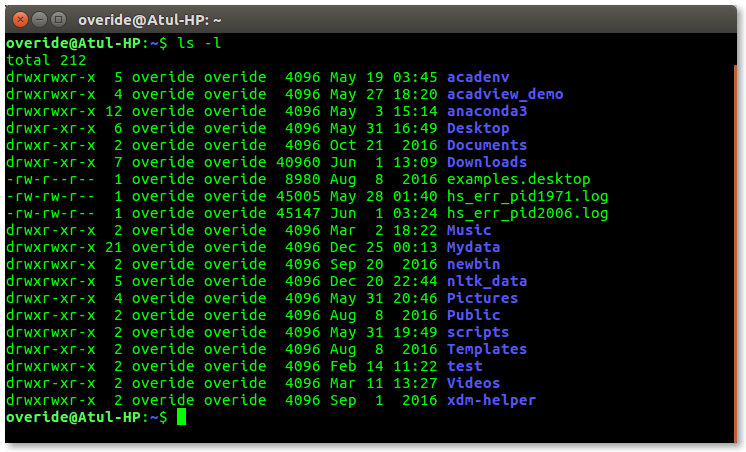 overide@Atul-HP: ~
overide@Atul-HP:~$ ls -l
total 212
drwxrwxr-x  5 overide overide  4096 May 19 03:45 acadenv
drwxrwxr-x  4 overide overide  4096 May 27 18:20 acadview_demo
drwxrwxr-x 12 overide overide  4096 May  3 15:14 anaconda3
drwxr-xr-x  6 overide overide  4096 May 31 16:49 Desktop
drwxr-xr-x  2 overide overide  4096 Oct 21  2016 Documents
drwxr-xr-x  7 overide overide 40960 Jun  1 13:09 Downloads
-rw-r--r--  1 overide overide  8980 Aug  8  2016 examples.desktop
-rw-rw-r--  1 overide overide 45005 May 28 01:40 hs_err_pid1971.log
-rw-rw-r--  1 overide overide 45147 Jun  1 03:24 hs_err_pid2006.log
drwxr-xr-x  2 overide overide  4096 Mar  2 18:22 Music
drwxrwxr-x 21 overide overide  4096 Dec 25 00:13 Mydata
drwxrwxr-x  2 overide overide  4096 Sep 20  2016 newbin
drwxrwxr-x  5 overide overide  4096 Dec 20 22:44 nltk_data
drwxr-xr-x  4 overide overide  4096 May 31 20:46 Pictures
drwxr-xr-x  2 overide overide  4096 Aug  8  2016 Public
drwxrwxr-x  2 overide overide  4096 May 31 19:49 scripts
drwxr-xr-x  2 overide overide  4096 Aug  8  2016 Templates
drwxrwxr-x  2 overide overide  4096 Feb 14 11:22 test
drwxr-xr-x  2 overide overide  4096 Mar 11 13:27 Videos
drwxrwxr-x  2 overide overide  4096 Sep  1  2016 xdm-helper
overide@Atul-HP:~$